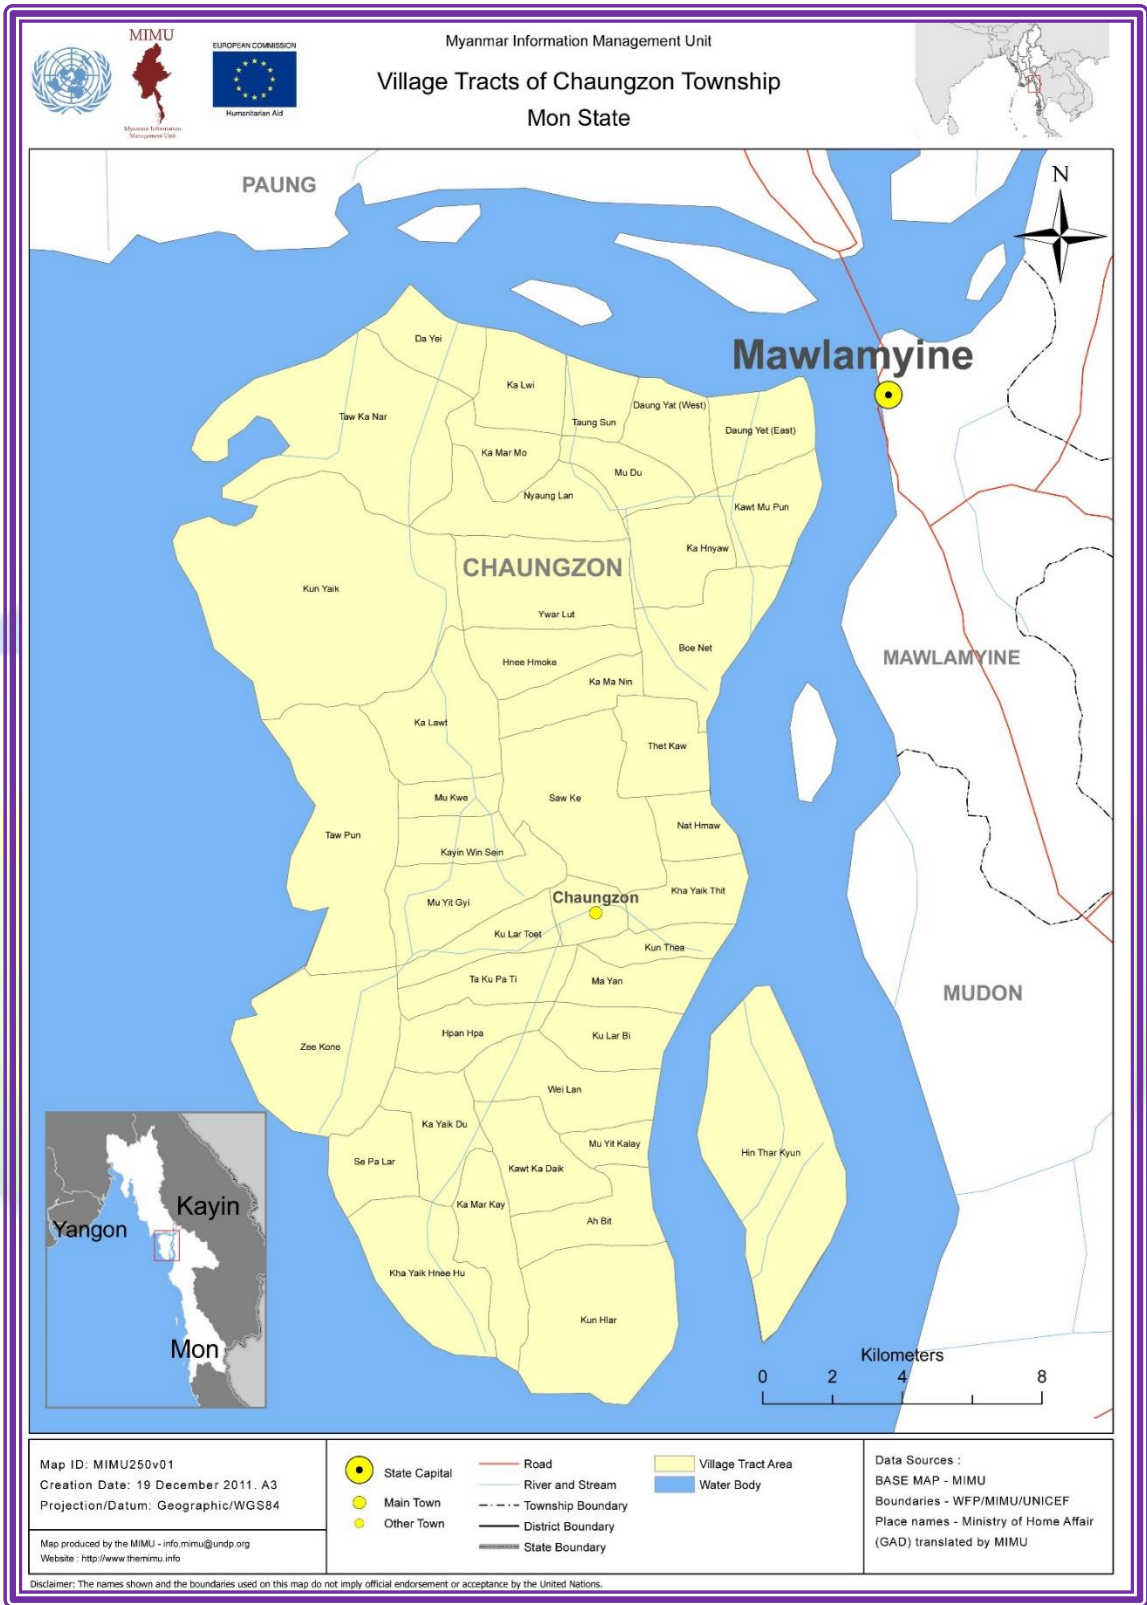 MIMU
Myanmar Information
Management Unit
EUROPEAN COMMISSION
Humanitarian Aid
Myanmar Information Management Unit
Village Tracts of Chaungzon Township
Mon State
PAUNG
N
Mawlamyine
Da Yei
Ka Lwi
Taw Ka Nar
Taung Sun
Daung Yat (West)
Daung Yet (East)
Ka Mar Mo
Mu Du
Nyaung Lan
Kawt Mu Pun
Ka Hnyaw
CHAUNGZON
Kun Yaik
Ywar Lut
Boe Net
MAWLAMYINE
Hnee Hmoke
Ka Ma Nin
Ka Lawt
Thet Kaw
Mu Kwe
Saw Ke
Taw Pun
Nat Hmaw
Kayin Win Sein
Kha Yaik Thit
Mu Yit Gyi
Chaungzon
Ku Lar Toet
Kun Thea
Ta Ku Pa Ti
Ma Yan
MUDON
Zee Kone
Hpan Hpa
Ku Lar Bi
Wei Lan
Ka Yaik Du
Mu Yit Kalay
Hin Thar Kyun
Se Pa Lar
Kawt Ka Daik
Ka Mar Kay
Ah Bit
Kha Yaik Hnee Hu
Kun Hlar
Kayin
Yangon
Mon
Kilometers
0 2 4 8
Map ID: MIMU250v01
Creation Date: 19 December 2011. A3
Projection/Datum: Geographic/WGS84
Map produced by the MIMU - info.mimu@undp.org
Website : http://www.themimu.info
State Capital
Main Town
Other Town
Road
River and Stream
Township Boundary
District Boundary
State Boundary
Village Tract Area
Water Body
Data Sources :
BASE MAP - MIMU
Boundaries - WFP/MIMU/UNICEF
Place names - Ministry of Home Affair
(GAD) translated by MIMU
Disclaimer: The names shown and the boundaries used on this map do not imply official endorsement or acceptance by the United Nations.